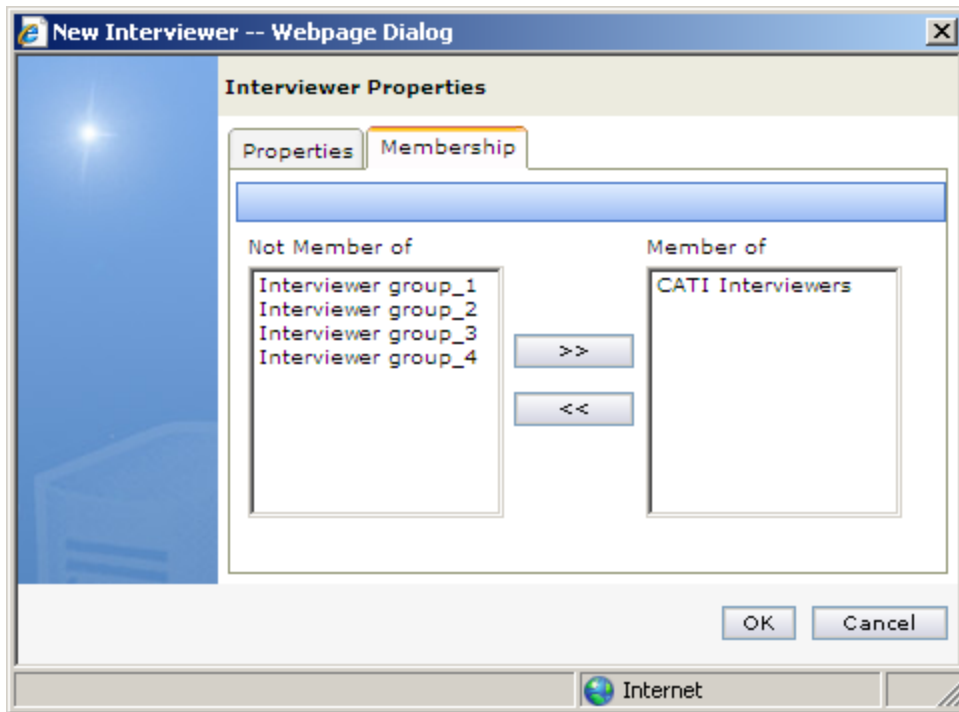 New Interviewer -- Webpage Dialog
Interviewer Properties
Properties
Membership
Not Member of
Interviewer group_1
Interviewer group_2
Interviewer group_3
Interviewer group_4
>>
<<
Member of
CATI Interviewers
OK
Cancel
Internet